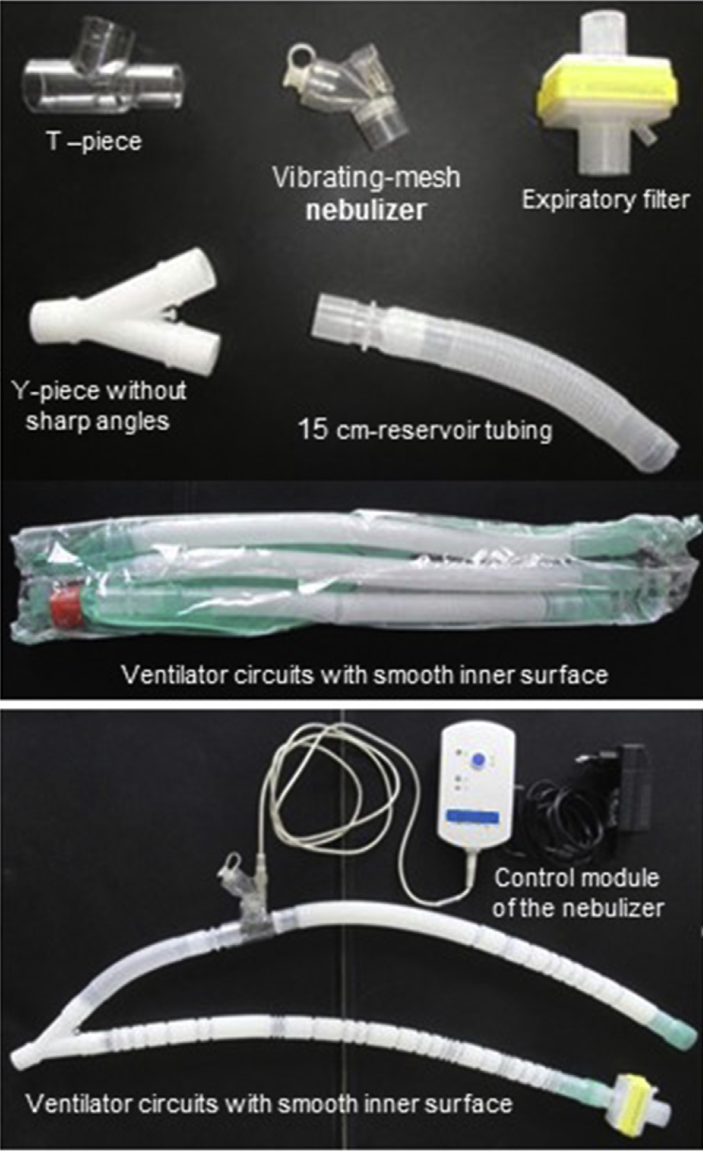 T –piece
Vibrating-mesh
nebulizer
Expiratory filter
Y-piece without
sharp angles
15 cm-reservoir tubing
Ventilator circuits with smooth inner surface
Control module
of the nebulizer
Ventilator circuits with smooth inner surface